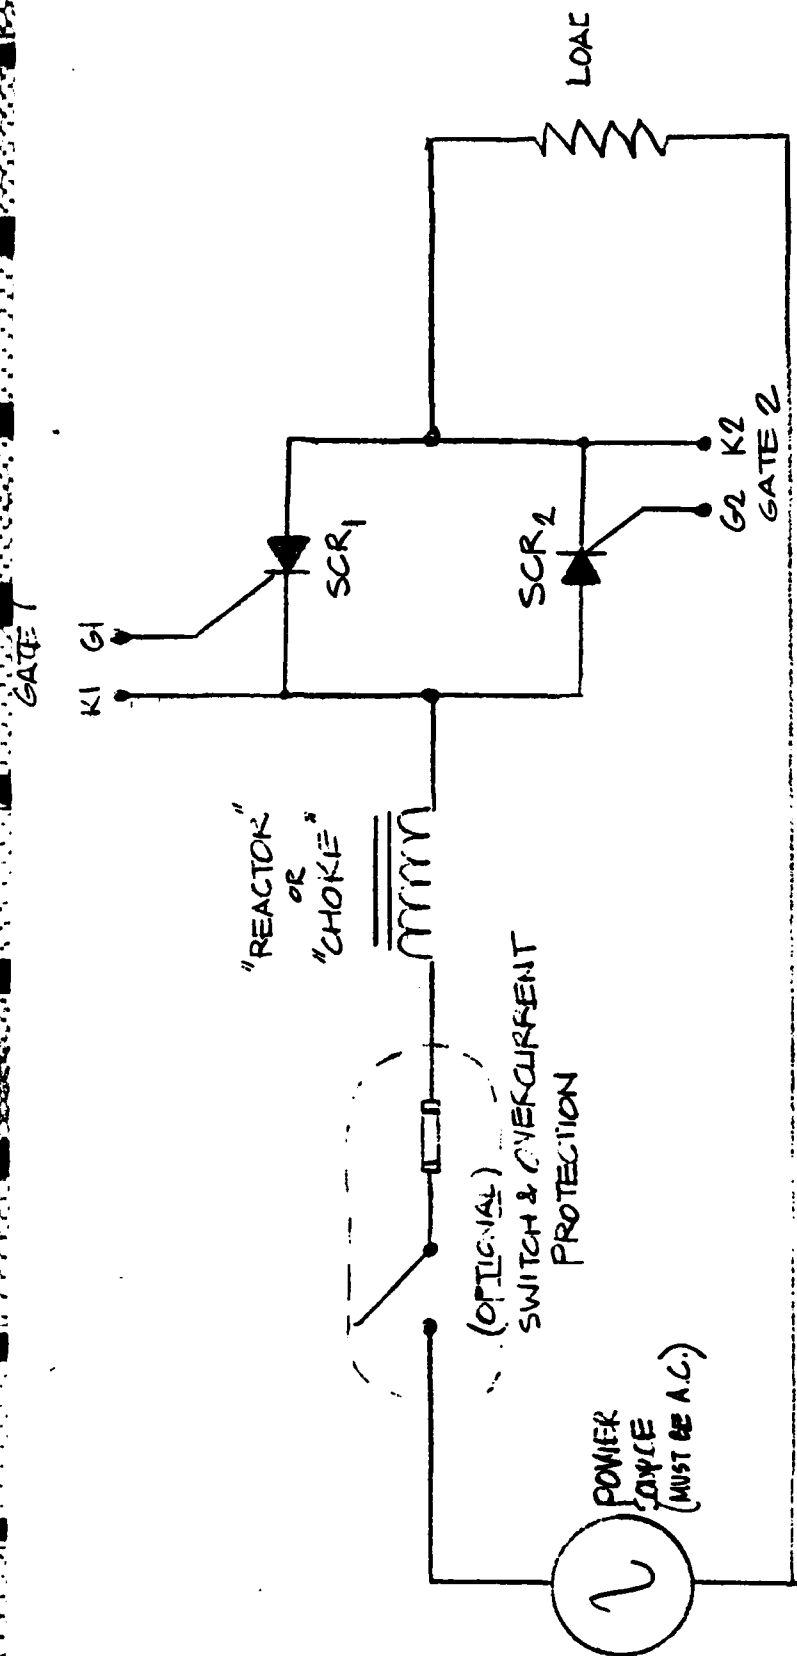 GATE 1
K1 G1
"REACTOR"
OR
"CHOKE"
SCR1
LOAD
(OPTIONAL)
SWITCH & OVERCURRENT
PROTECTION
SCR2
POWER
(MUST BE A.C.)
G2 K2
GATE 2